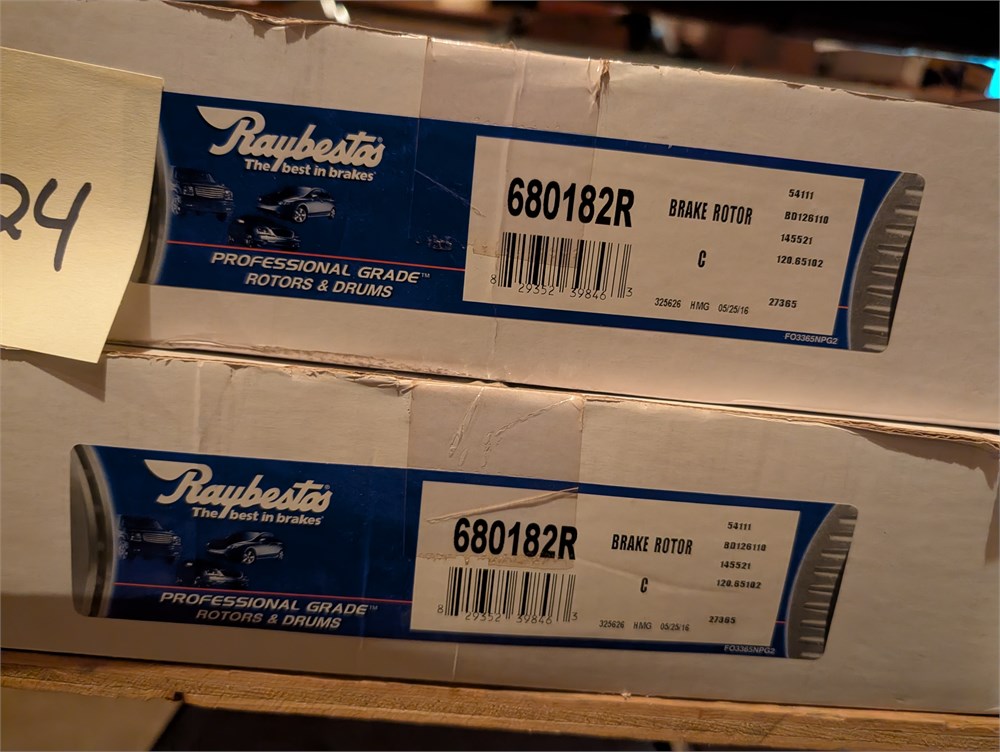 24
Raybestos
The best in brakes
PROFESSIONAL GRADE™
ROTORS & DRUMS
680182R
BRAKE ROTOR
C
54111
BD126110
145521
120.65102
8 29352 39846 3
325626 HMG 05/25/16
27365
FO3365NPG2
Raybestos
The best in brakes
PROFESSIONAL GRADE™
ROTORS & DRUMS
680182R
BRAKE ROTOR
C
54111
BD126110
145521
120.65102
8 29352 39846 3
325626 HMG 05/25/16
27365
FO3365NPG2